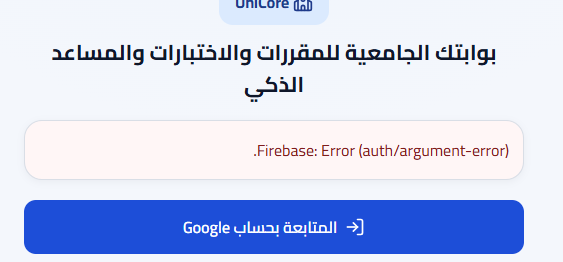 UniCore
بوابتك الجامعية للمقررات والاختبارات والمساعد
الذكي
Firebase: Error (auth/argument-error).
المتابعة بحساب Google